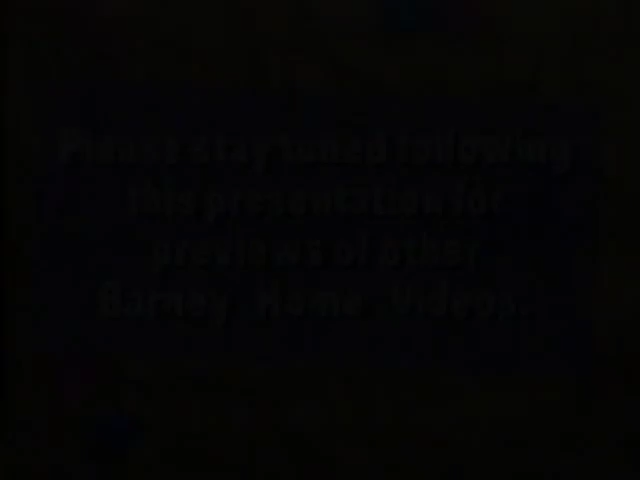 Please stay tuned following
this presentation for
previews of other
Barney Home Videos.